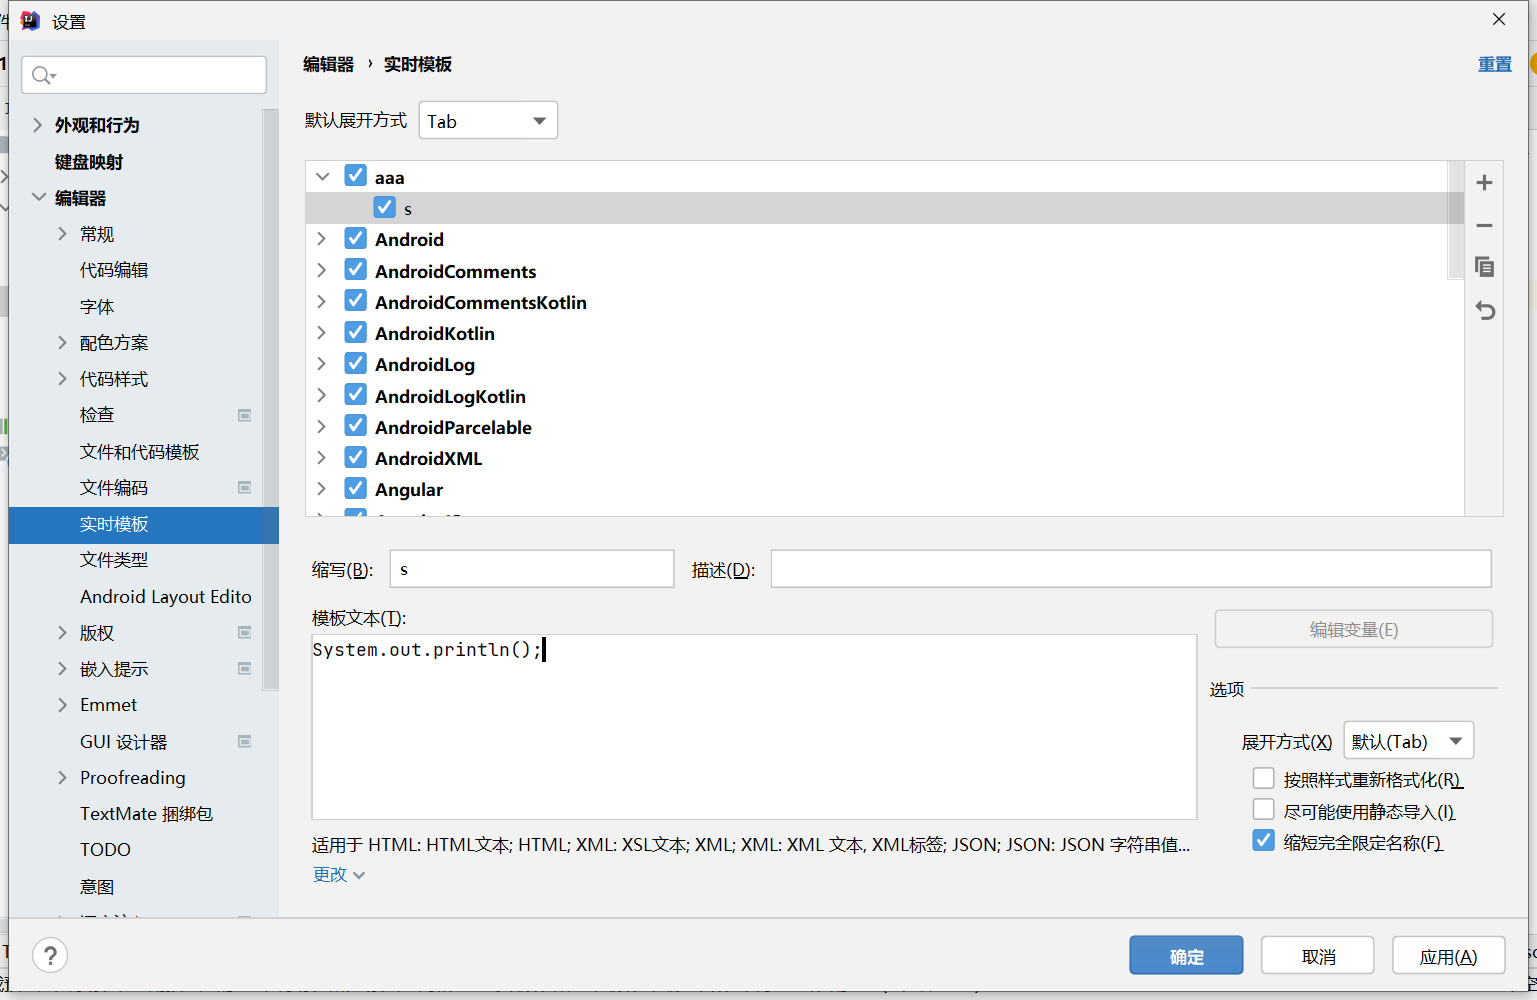 设置
编辑器 › 实时模板
重置
默认展开方式 Tab
外观和行为
键盘映射
编辑器
常规
代码编辑
字体
配色方案
代码样式
检查
文件和代码模板
文件编码
实时模板
文件类型
Android Layout Edito
版权
嵌入提示
Emmet
GUI 设计器
Proofreading
TextMate 捆绑包
TODO
意图
aaa
s
Android
AndroidComments
AndroidCommentsKotlin
AndroidKotlin
AndroidLog
AndroidLogKotlin
AndroidParcelable
AndroidXML
Angular
缩写(B): s 描述(D):
模板文本(T):
System.out.println();
编辑变量(E)
选项
展开方式(X) 默认(Tab)
按照样式重新格式化(R)
尽可能使用静态导入(I)
缩短完全限定名称(F)
适用于 HTML: HTML文本; HTML; XML: XSL文本; XML; XML: XML 文本, XML标签; JSON; JSON: JSON 字符串值...
更改
?
确定 取消 应用(A)